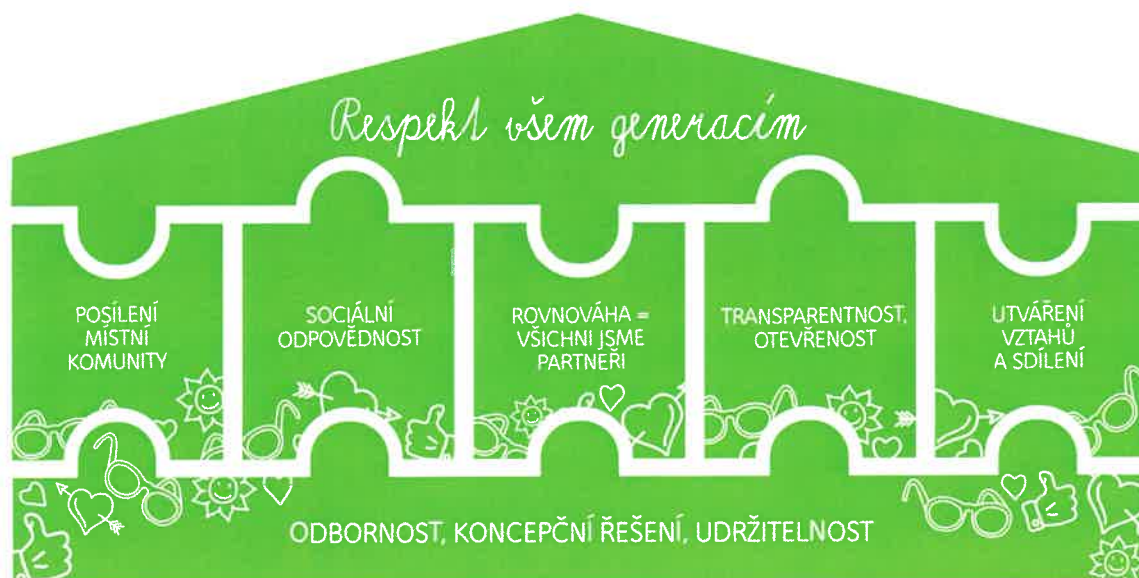 Respekt všem generacím
POSÍLENÍ
MÍSTNÍ
KOMUNITY
SOCIÁLNÍ
ODPOVĚDNOST
ROVNOVÁHA =
VŠICHNI JSME
PARTNEŘI
TRANSPARENTNOST,
OTEVŘENOST
UTVÁŘENÍ
VZTAHŮ
A SDÍLENÍ
ODBORNOST, KONCEPČNÍ ŘEŠENÍ, UDRŽITELNOST